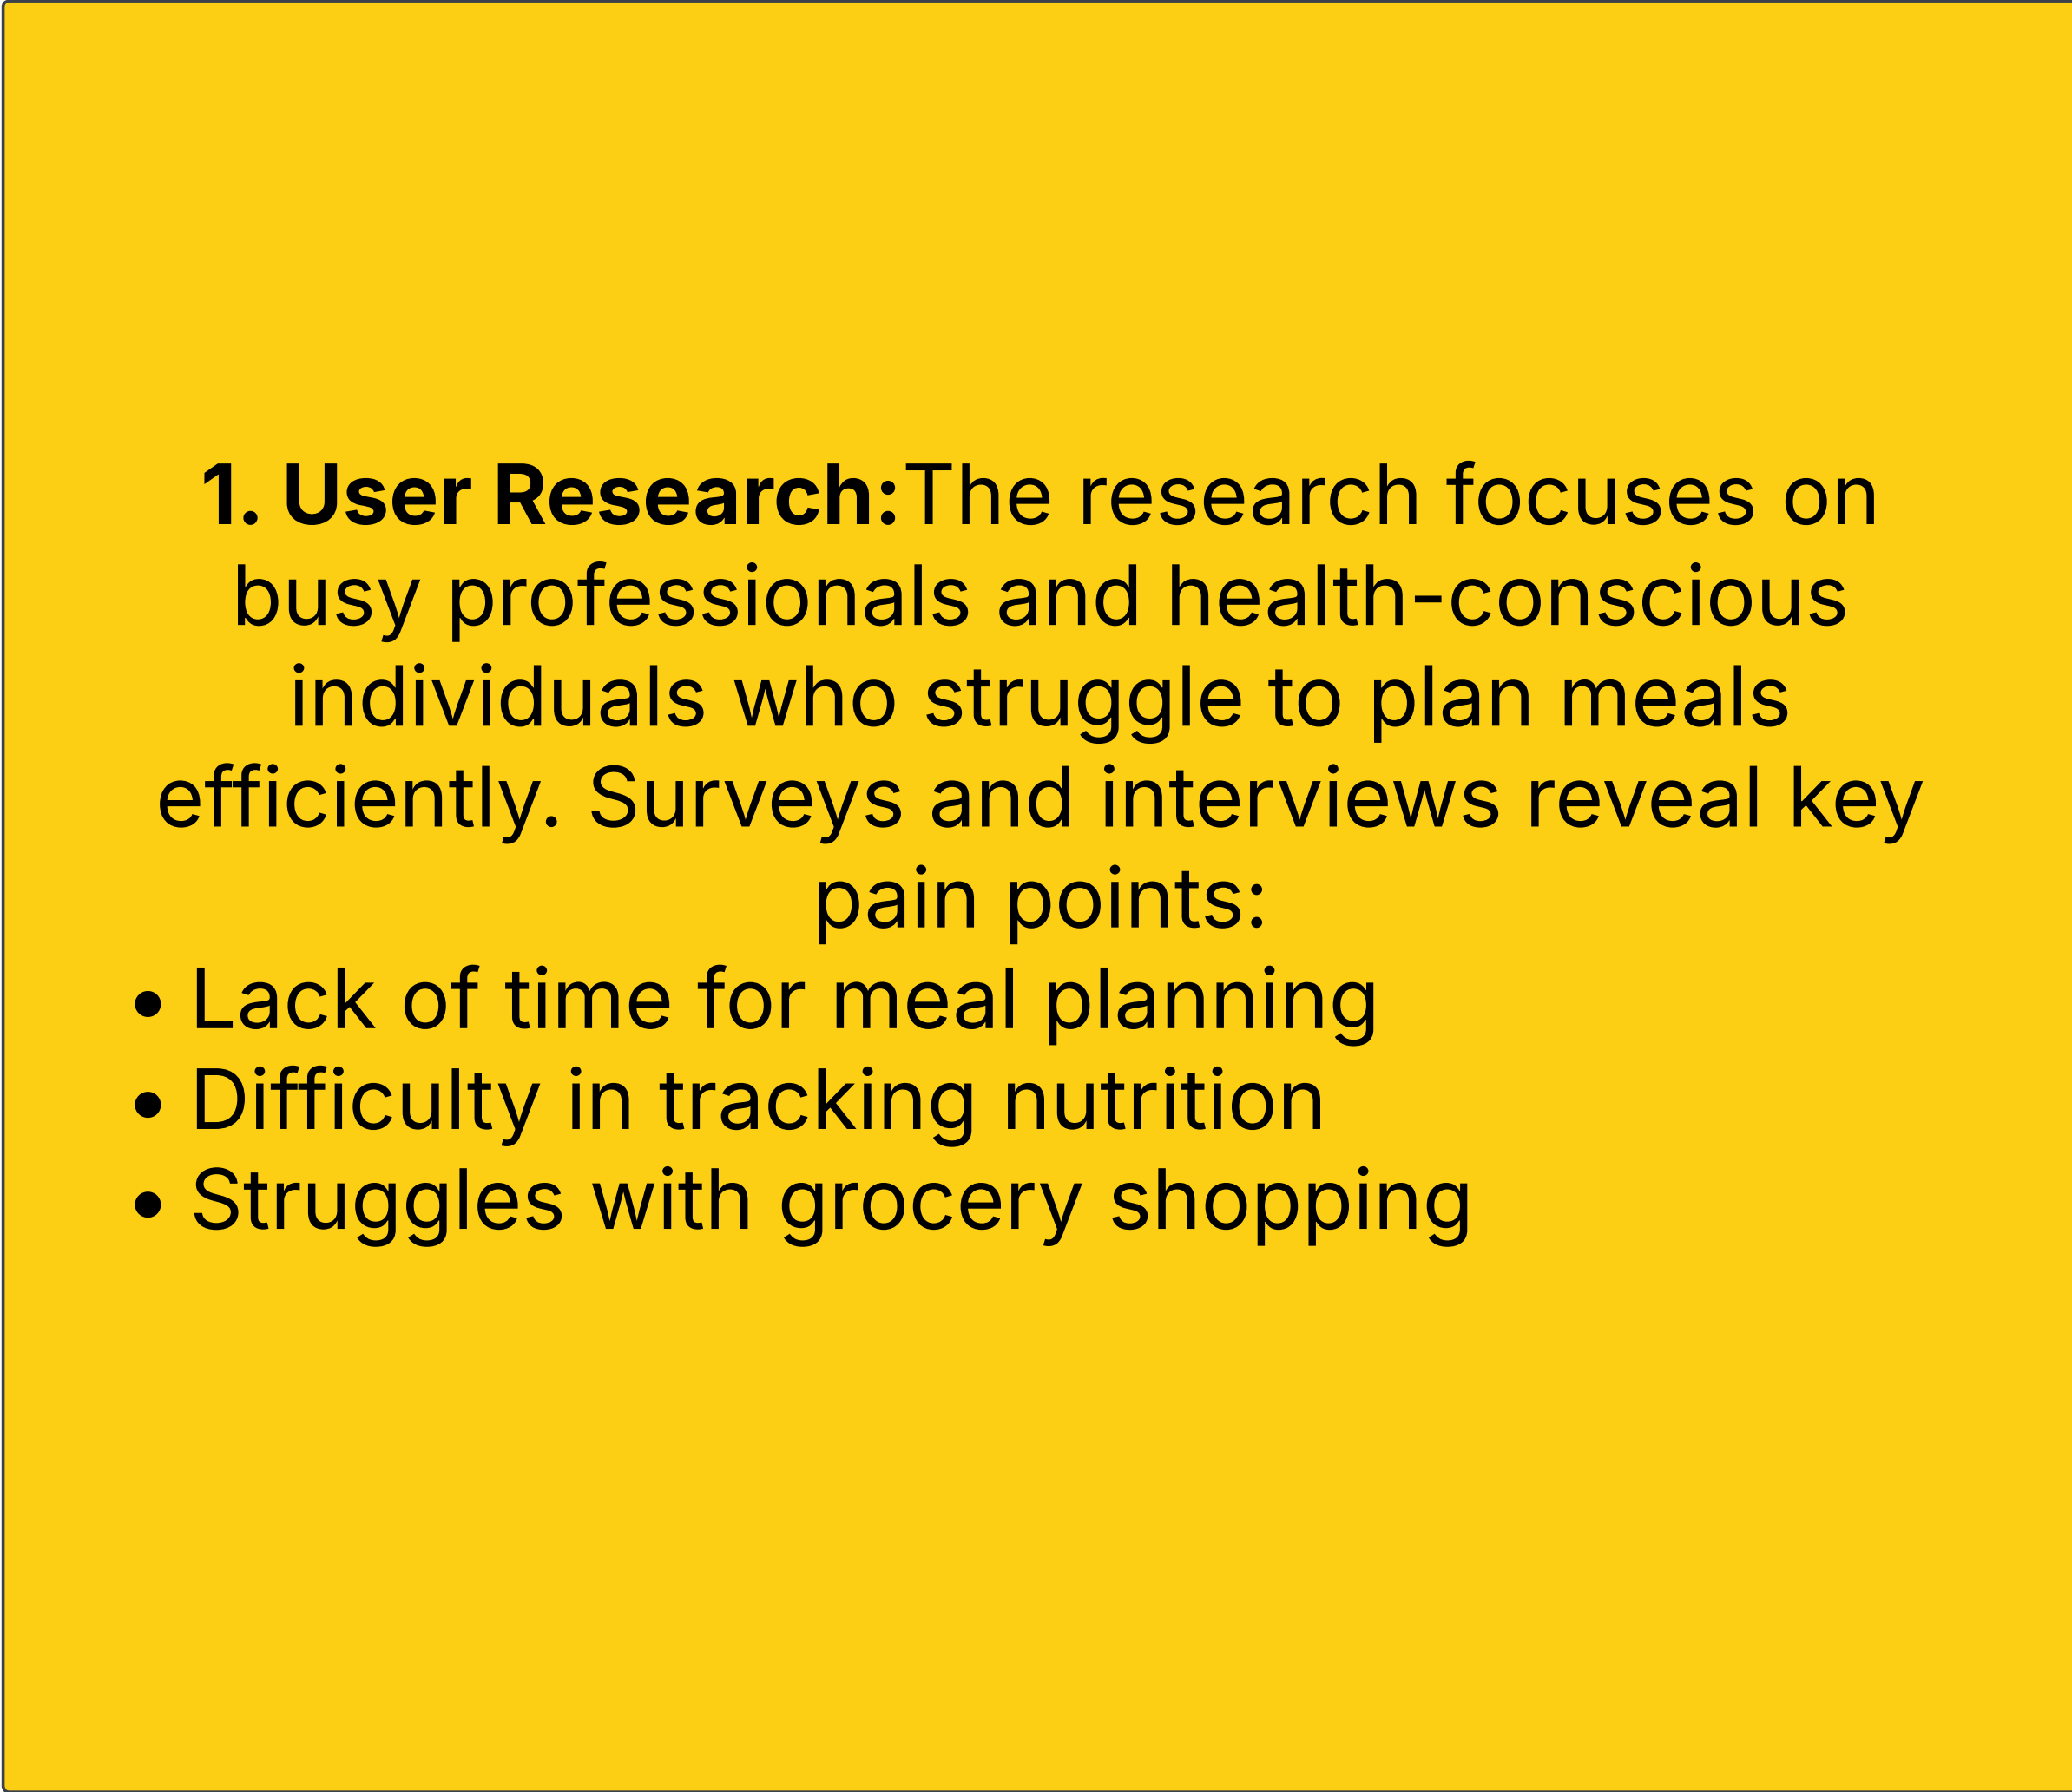 1. User Research: The research focuses on
busy professionals and health-conscious
individuals who struggle to plan meals
efficiently. Surveys and interviews reveal key
pain points:
● Lack of time for meal planning
● Difficulty in tracking nutrition
● Struggles with grocery shopping